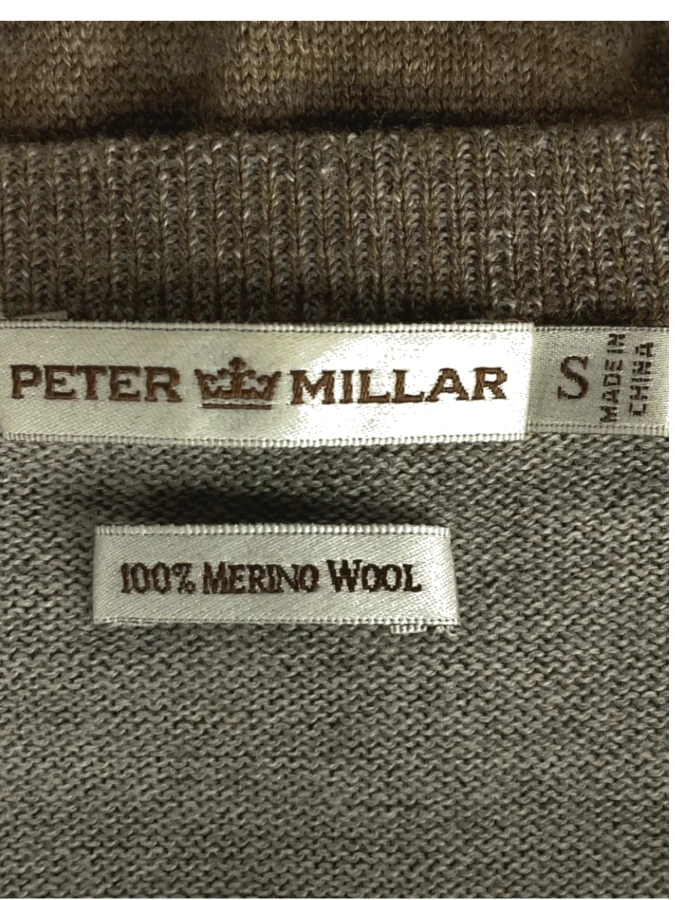 PETER MILLAR
S
MADE IN
CHINA
100% MERINO WOOL